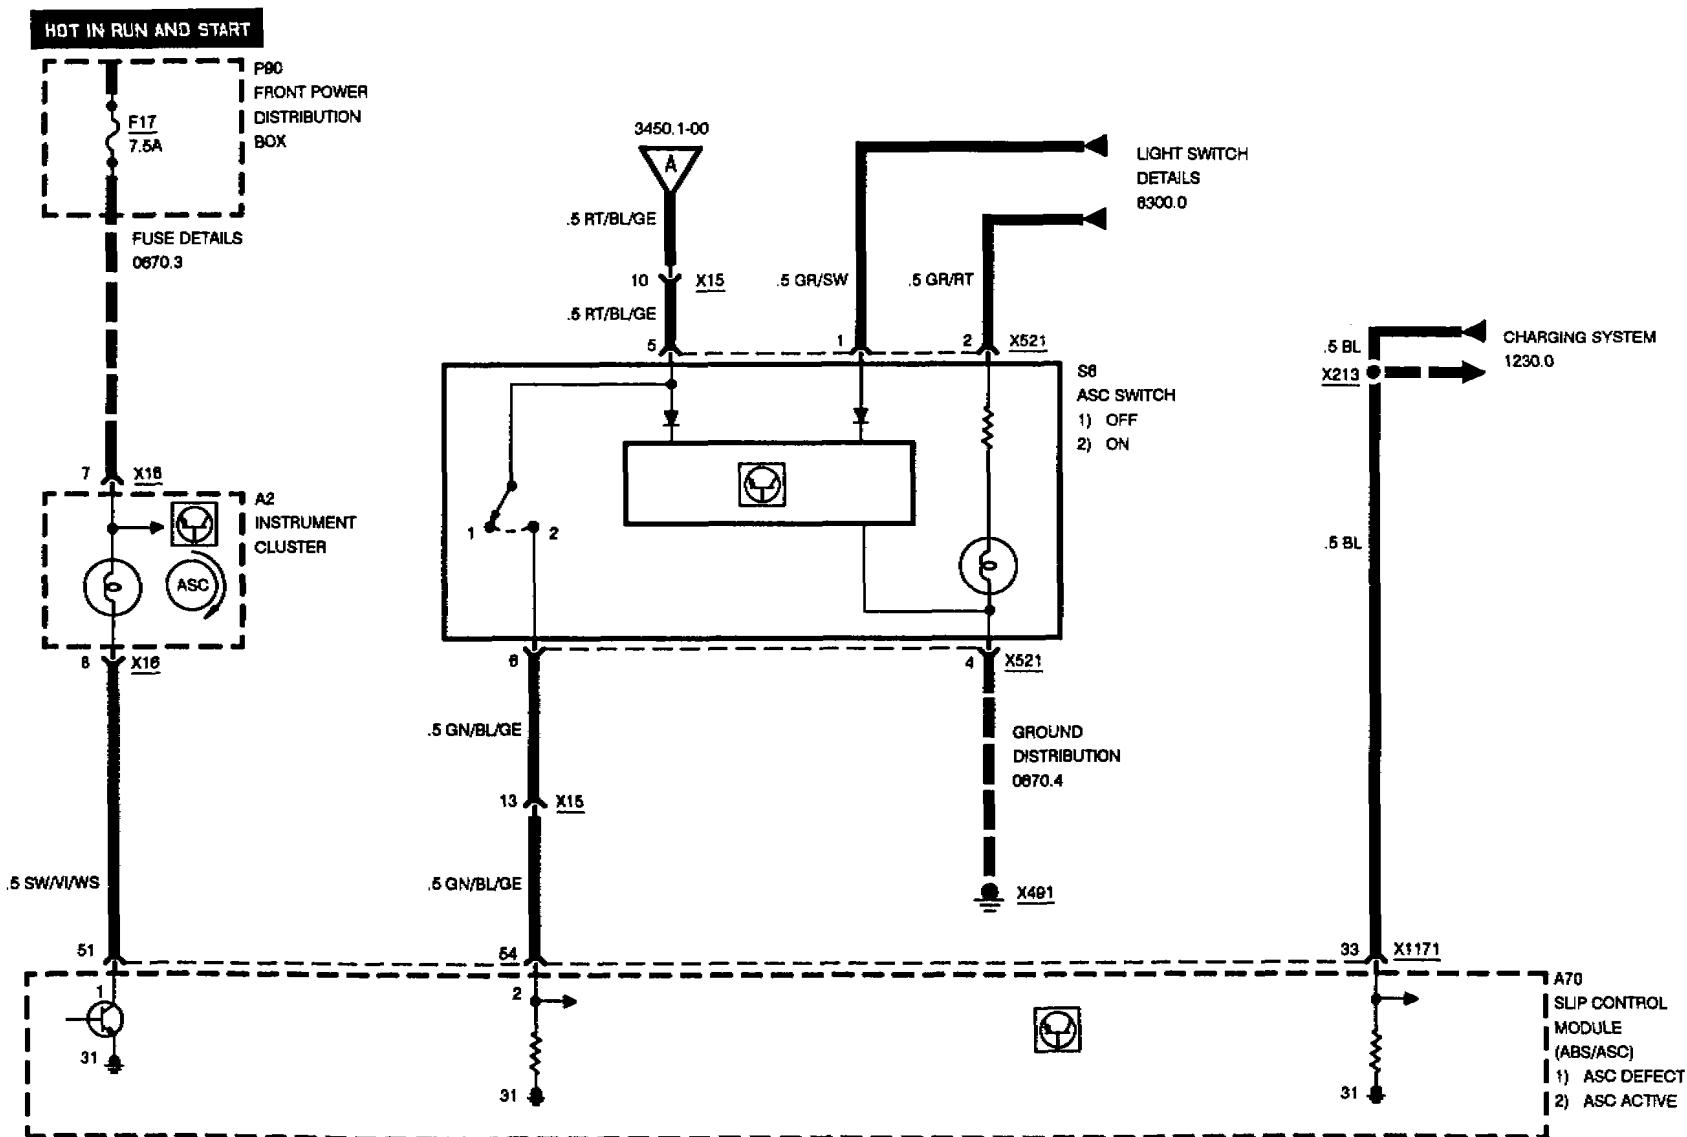 HOT IN RUN AND START
P90
FRONT POWER
DISTRIBUTION
BOX
F17
7.5A
FUSE DETAILS
0670.3
3450.1-00
A
.5 RT/BL/GE
10 X15
.5 RT/BL/GE
.5 GR/SW
.5 GR/RT
LIGHT SWITCH
DETAILS
6300.0
5
1
2 X521
.5 BL
X213
CHARGING SYSTEM
1230.0
S6
ASC SWITCH
1) OFF
2) ON
7 X16
A2
INSTRUMENT
CLUSTER
ASC
1
2
.5 BL
8 X16
6
4 X521
.5 GN/BL/GE
GROUND
DISTRIBUTION
0670.4
13 X15
.5 SW/VI/WS
.5 GN/BL/GE
X491
51
54
33 X1171
1
31
2
31
31
A70
SLIP CONTROL
MODULE
(ABS/ASC)
1) ASC DEFECT
2) ASC ACTIVE